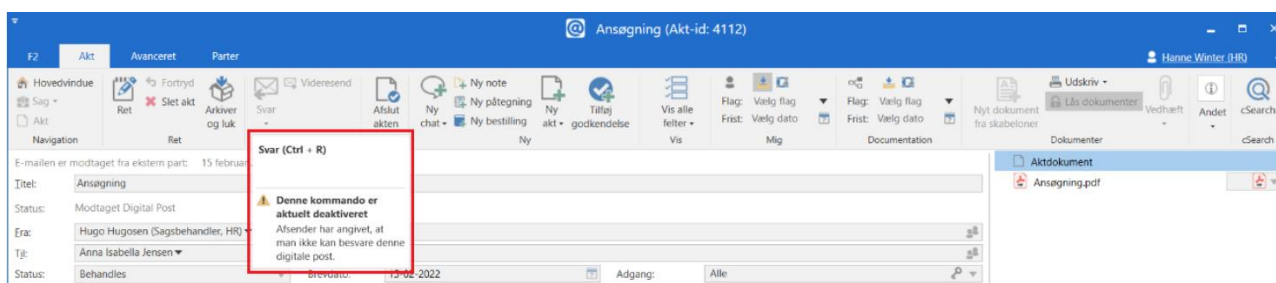 Ansøgning (Akt-id: 4112)
F2 Akt Avanceret Parter Hanne Winter (HR)
Hovedvindue
Sag
Akt
Navigation
Ret
Fortryd
Slet akt
Arkiver
og luk
Ret
Svar
Videresend
Afslut
akten
Ny
chat
Ny note
Ny påtegning
Ny bestilling
Ny
akt
Tilføj
godkendelse
Ny
Vis alle
felter
Vis
Flag: Vælg flag
Frist: Vælg dato
Mig
Flag: Vælg flag
Frist: Vælg dato
Documentation
Nyt dokument
fra skabeloner
Udskriv
Lås dokumenter
Vedhæft
Dokumenter
Andet
cSearch
cSearch
Svar (Ctrl + R)
Denne kommando er
aktuelt deaktiveret
Afsender har angivet, at
man ikke kan besvare denne
digitale post.
E-mailen er modtaget fra ekstern part: 15 februar
Titel: Ansøgning
Status: Modtaget Digital Post
Fra: Hugo Hugosen (Sagsbehandler, HR)
Til: Anna Isabella Jensen
Status: Behandles Brevdato: 15-02-2022 Adgang: Alle
Aktdokument
Ansøgning.pdf